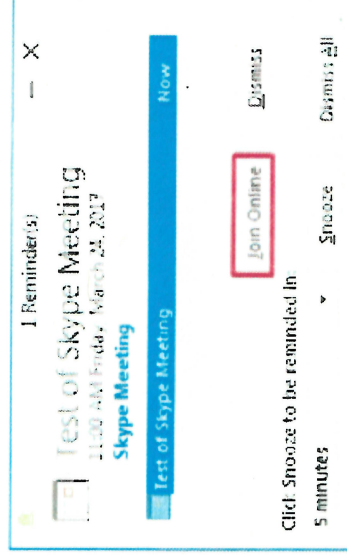 1 Reminder(s)
Test of Skype Meeting
11:00 AM Friday, March 24, 2017
Skype Meeting
Test of Skype Meeting Now
Join Online Dismiss
Click Snooze to be reminded in:
5 minutes Snooze Dismiss All